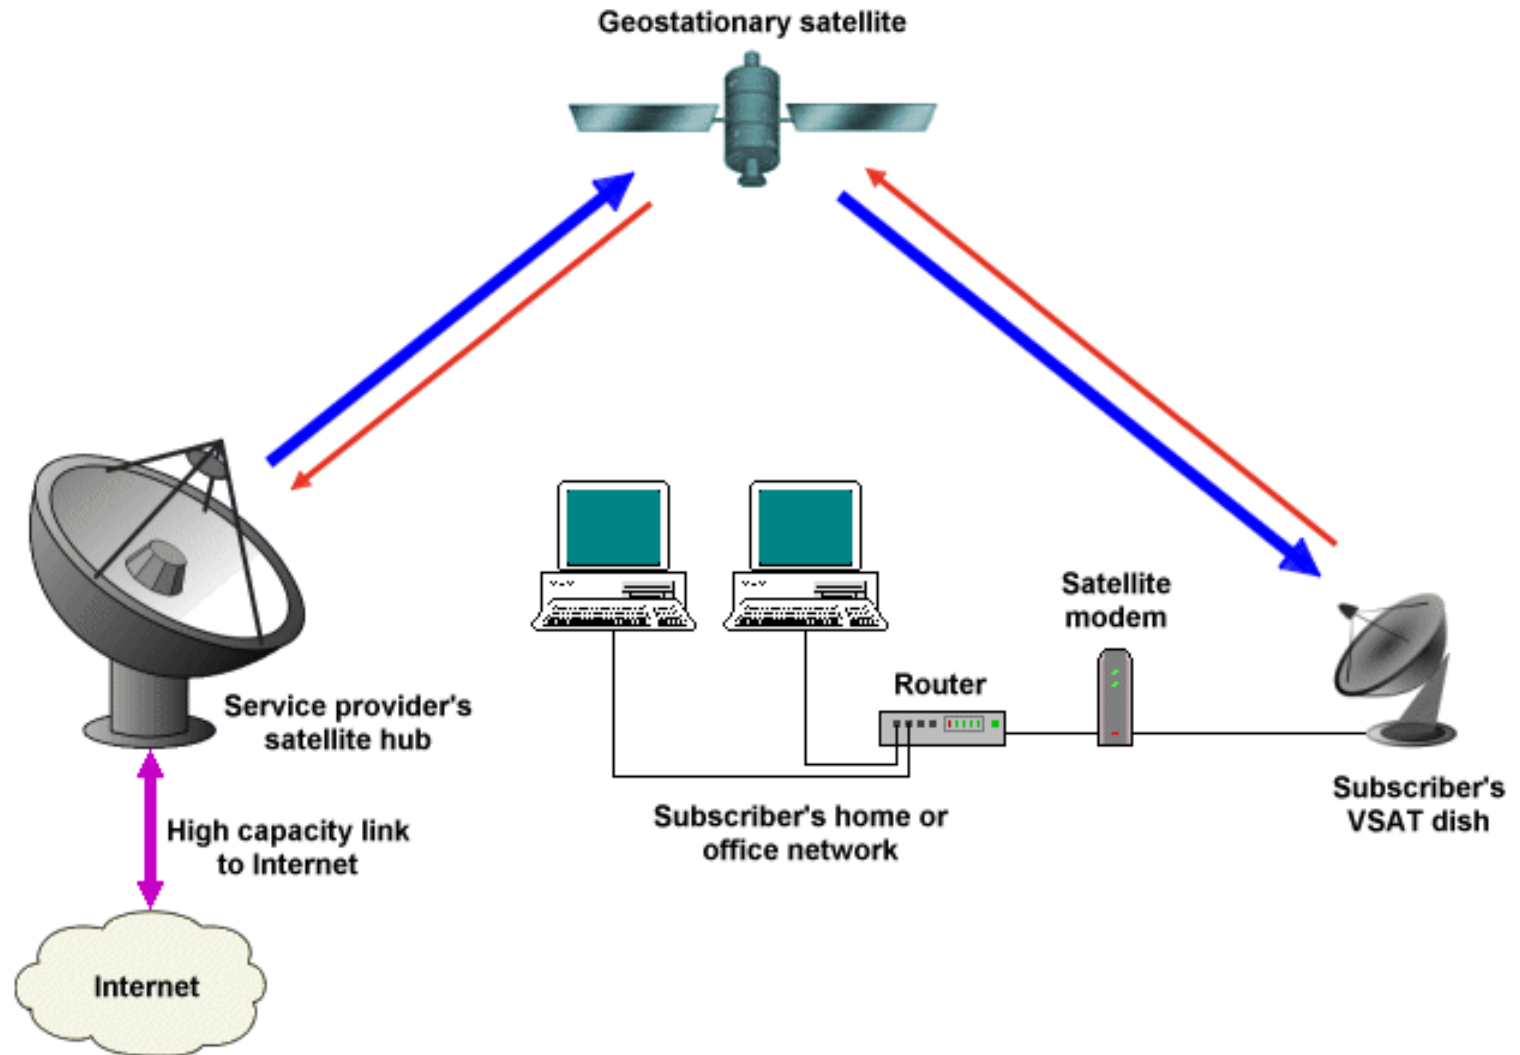 Geostationary satellite
Satellite
modem
Router
Service provider's
satellite hub
Subscriber's
VSAT dish
Subscriber's home or
office network
High capacity link
to Internet
Internet